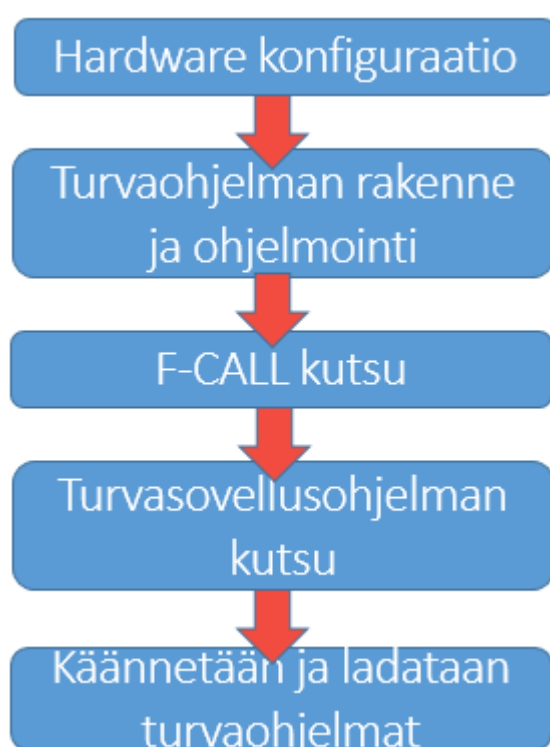 Hardware konfiguraatio
Turvaohjelman rakenne
ja ohjelmointi
F-CALL kutsu
Turvasovellusohjelman
kutsu
Käännetään ja ladataan
turvaohjelmat